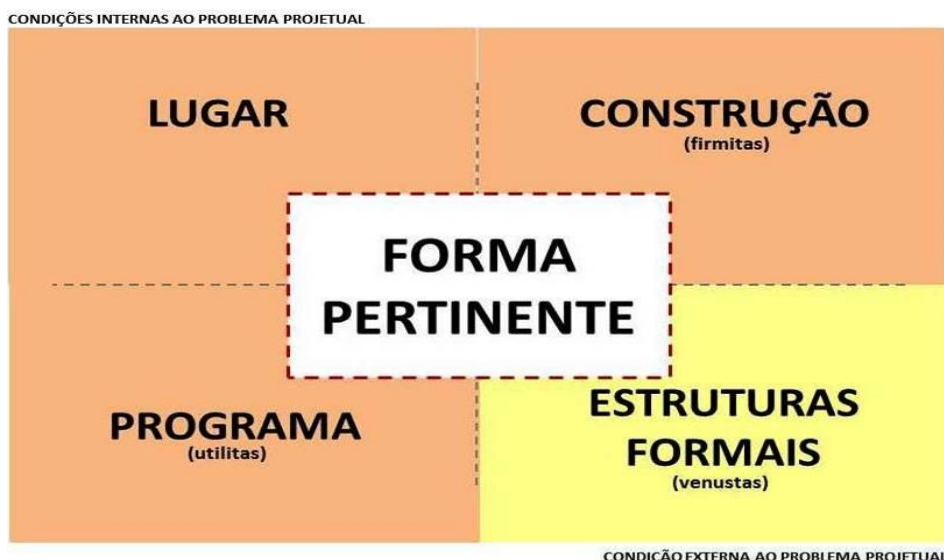 CONDIÇÕES INTERNAS AO PROBLEMA PROJETUAL
LUGAR
CONSTRUÇÃO
(firmitas)
FORMA
PERTINENTE
PROGRAMA
(utilitas)
ESTRUTURAS
FORMAIS
(venustas)
CONDIÇÃO EXTERNA AO PROBLEMA PROJETUAL